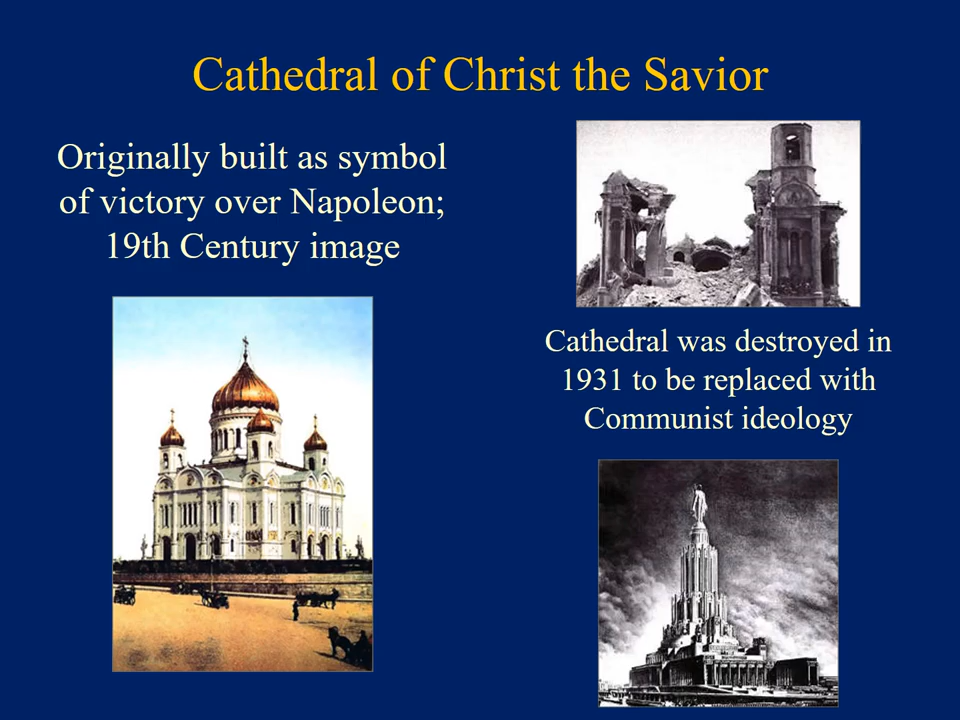 Cathedral of Christ the Savior
Originally built as symbol
of victory over Napoleon;
19th Century image
Cathedral was destroyed in
1931 to be replaced with
Communist ideology